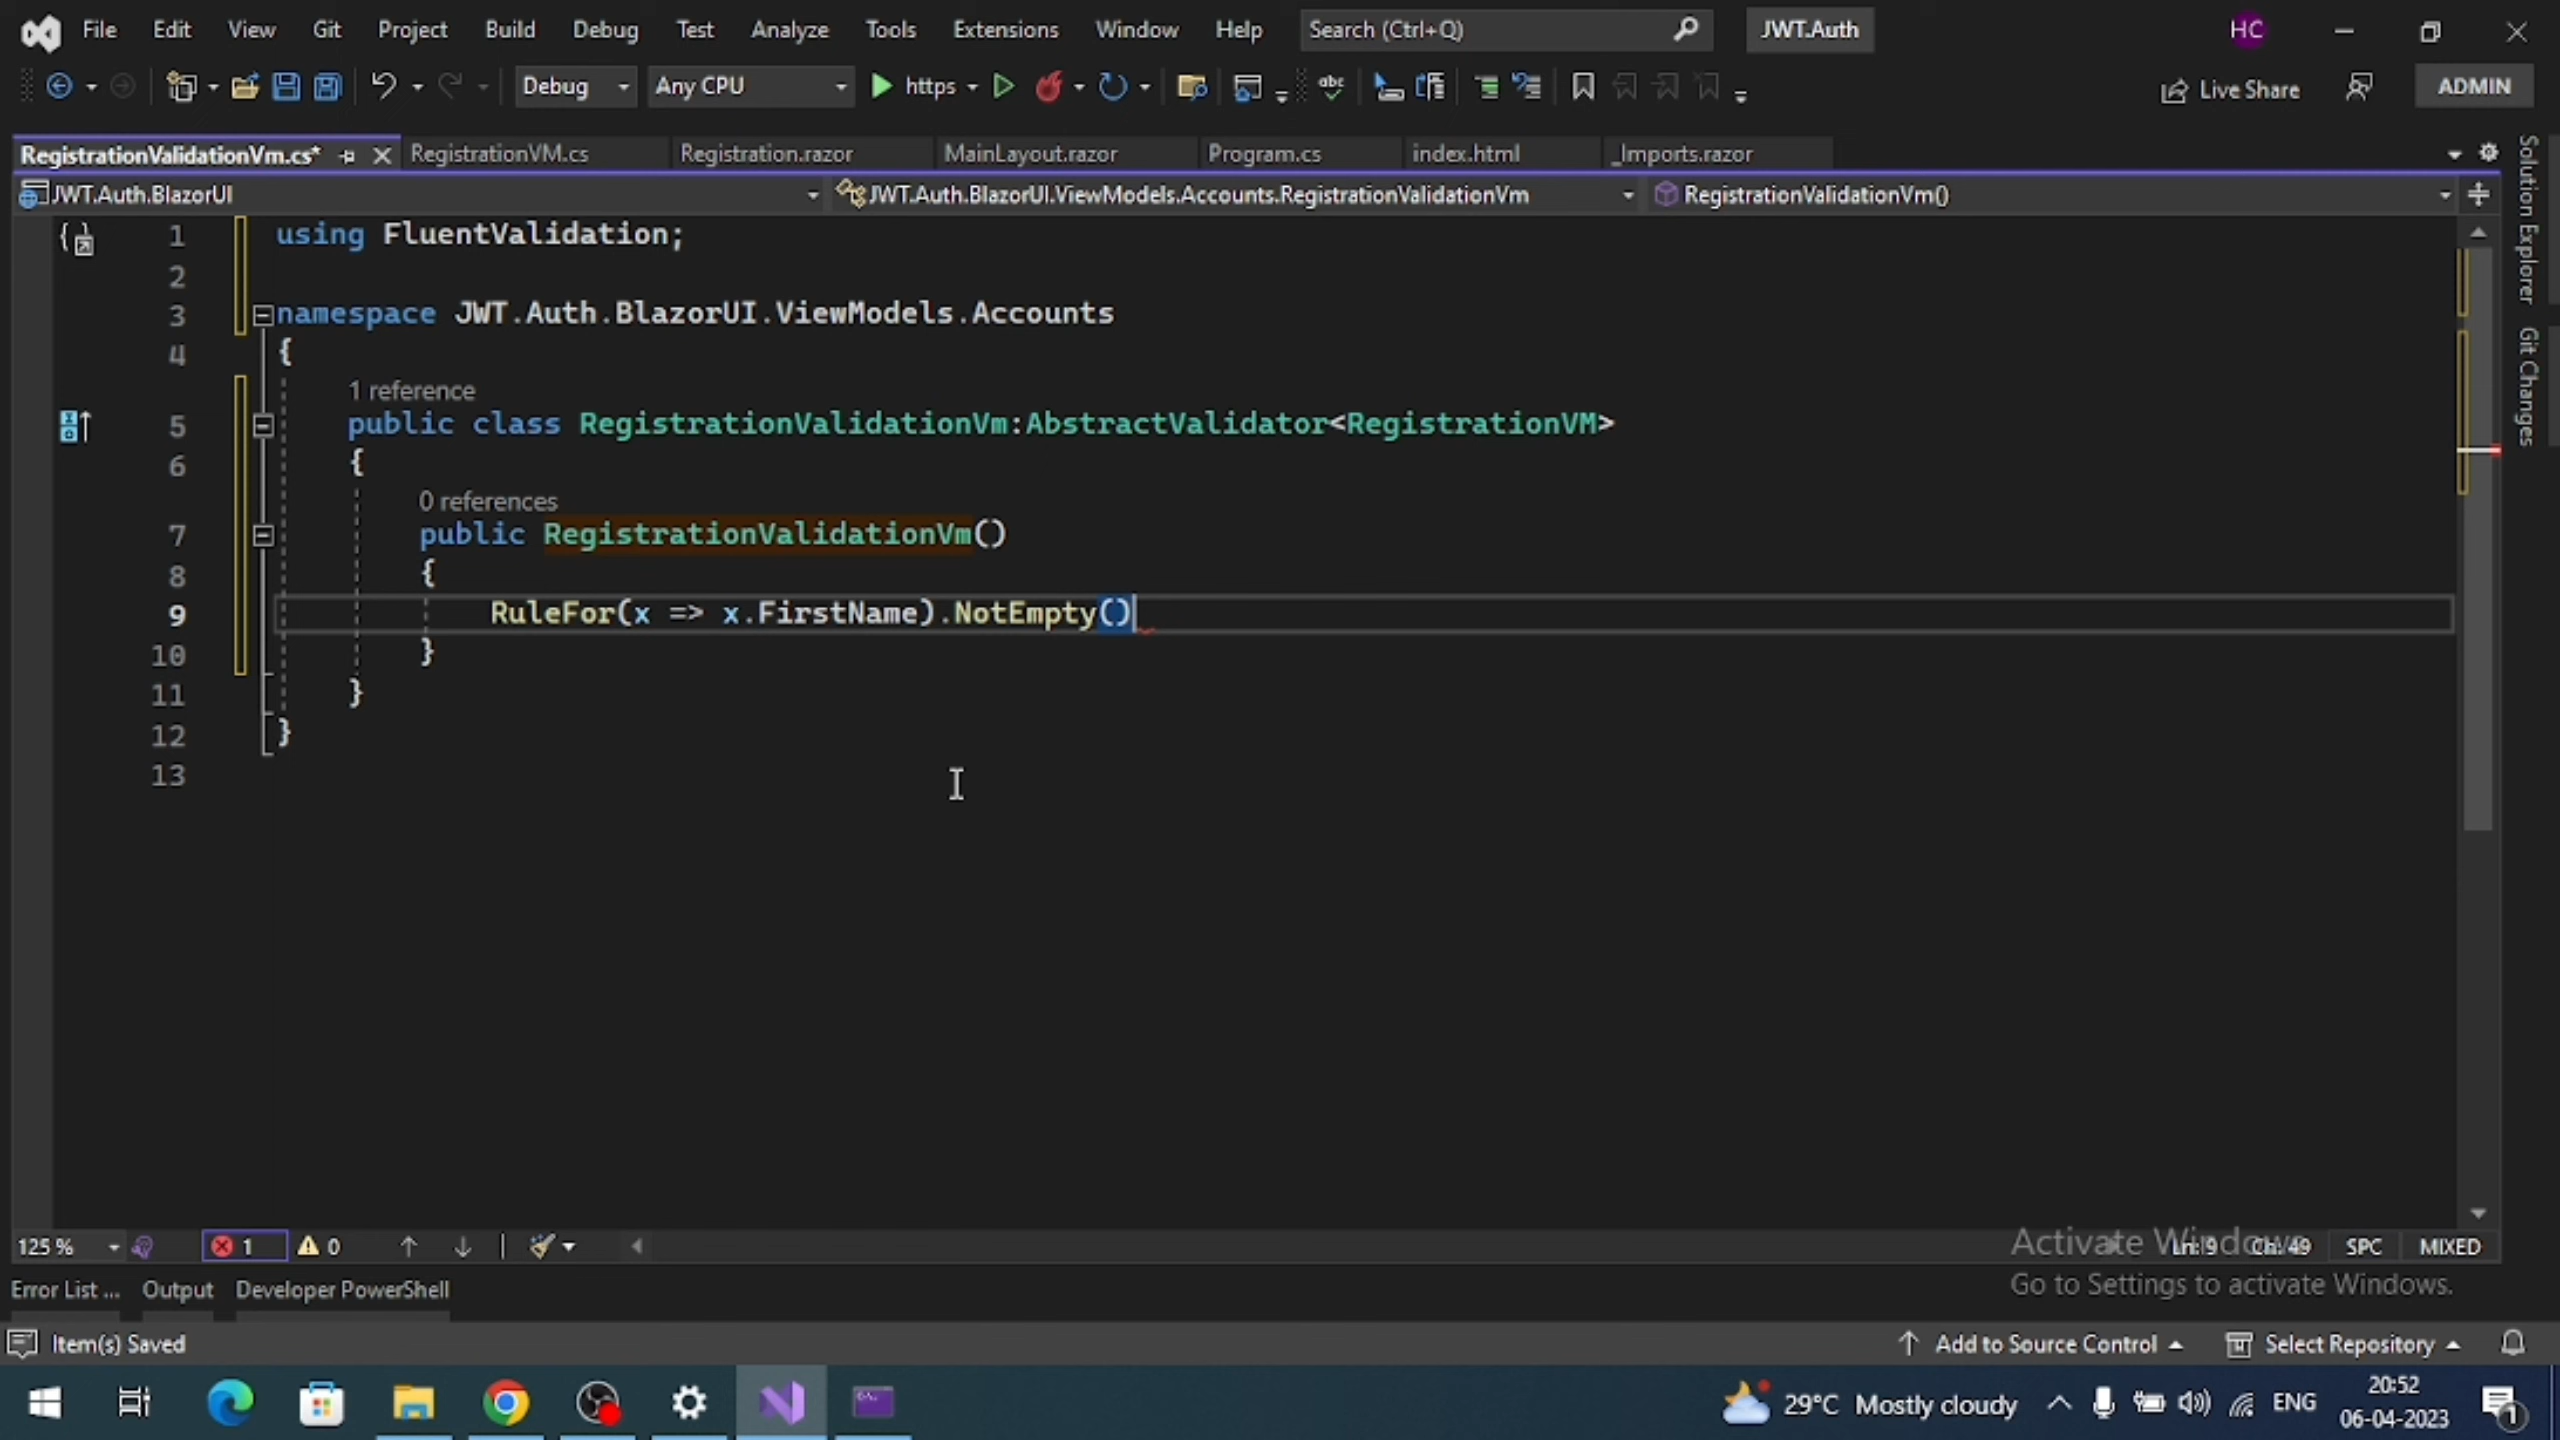 File Edit View Git Project Build Debug Test Analyze Tools Extensions Window Help Search (Ctrl+Q) JWT.Auth HC
Debug Any CPU https Live Share ADMIN
RegistrationValidationVm.cs* RegistrationVM.cs Registration.razor MainLayout.razor Program.cs index.html _Imports.razor
JWT.Auth.BlazorUI JWT.Auth.BlazorUI.ViewModels.Accounts.RegistrationValidationVm RegistrationValidationVm()
Solution Explorer
Git Changes
1 using FluentValidation;
2
3 namespace JWT.Auth.BlazorUI.ViewModels.Accounts
4 {
1 reference
5 public class RegistrationValidationVm:AbstractValidator<RegistrationVM>
6 {
0 references
7 public RegistrationValidationVm()
8 {
9 RuleFor(x => x.FirstName).NotEmpty()
10 }
11 }
12 }
13
125 % 1 0 Ln: 9 Ch: 49 SPC MIXED
Activate Windows
Go to Settings to activate Windows.
Error List ... Output Developer PowerShell
Item(s) Saved Add to Source Control Select Repository
29°C Mostly cloudy ENG 20:52
06-04-2023 1